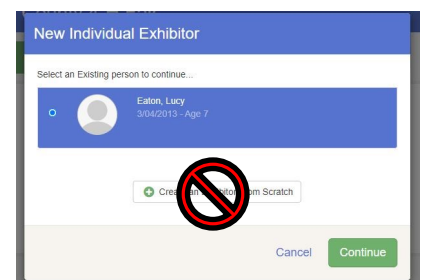 New Individual Exhibitor
Select an Existing person to continue...
Eaton, Lucy
3/04/2013 - Age 7
from Scratch
Cancel
Continue